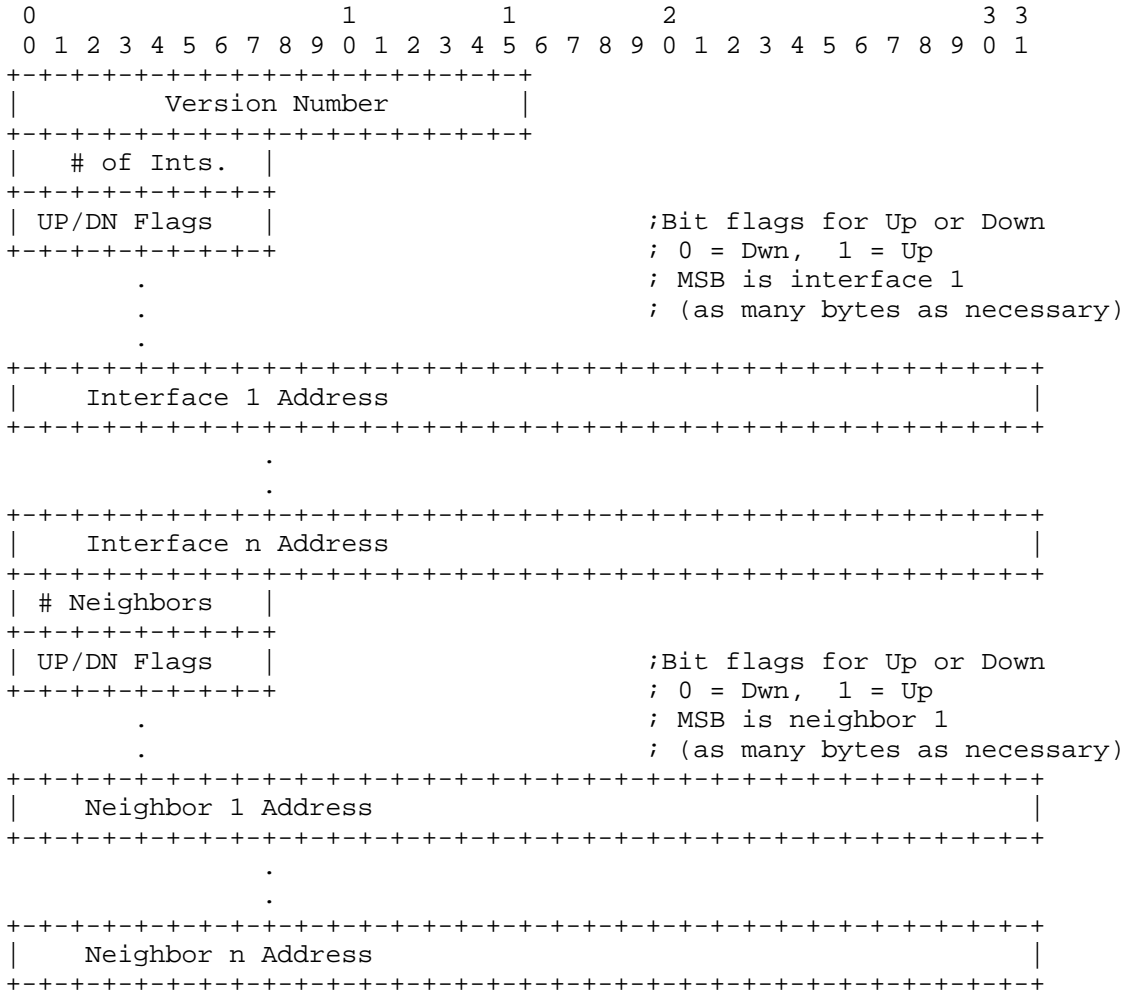 0                   1         1         2                   3 3
 0 1 2 3 4 5 6 7 8 9 0 1 2 3 4 5 6 7 8 9 0 1 2 3 4 5 6 7 8 9 0 1
+-+-+-+-+-+-+-+-+-+-+-+-+-+-+-+-+
|         Version Number        |
+-+-+-+-+-+-+-+-+-+-+-+-+-+-+-+-+
|   # of Ints.  |
+-+-+-+-+-+-+-+-+
| UP/DN Flags   |                       ;Bit flags for Up or Down
+-+-+-+-+-+-+-+-+                       ; 0 = Dwn,  1 = Up
        .                               ; MSB is interface 1
        .                               ; (as many bytes as necessary)
        .
+-+-+-+-+-+-+-+-+-+-+-+-+-+-+-+-+-+-+-+-+-+-+-+-+-+-+-+-+-+-+-+-+
|    Interface 1 Address                                        |
+-+-+-+-+-+-+-+-+-+-+-+-+-+-+-+-+-+-+-+-+-+-+-+-+-+-+-+-+-+-+-+-+
                .
                .
+-+-+-+-+-+-+-+-+-+-+-+-+-+-+-+-+-+-+-+-+-+-+-+-+-+-+-+-+-+-+-+-+
|    Interface n Address                                        |
+-+-+-+-+-+-+-+-+-+-+-+-+-+-+-+-+-+-+-+-+-+-+-+-+-+-+-+-+-+-+-+-+
| # Neighbors   |
+-+-+-+-+-+-+-+-+
| UP/DN Flags   |                       ;Bit flags for Up or Down
+-+-+-+-+-+-+-+-+                       ; 0 = Dwn,  1 = Up
        .                               ; MSB is neighbor 1
        .                               ; (as many bytes as necessary)
+-+-+-+-+-+-+-+-+-+-+-+-+-+-+-+-+-+-+-+-+-+-+-+-+-+-+-+-+-+-+-+-+
|    Neighbor 1 Address                                         |
+-+-+-+-+-+-+-+-+-+-+-+-+-+-+-+-+-+-+-+-+-+-+-+-+-+-+-+-+-+-+-+-+
                .
                .
+-+-+-+-+-+-+-+-+-+-+-+-+-+-+-+-+-+-+-+-+-+-+-+-+-+-+-+-+-+-+-+-+
|    Neighbor n Address                                         |
+-+-+-+-+-+-+-+-+-+-+-+-+-+-+-+-+-+-+-+-+-+-+-+-+-+-+-+-+-+-+-+-+